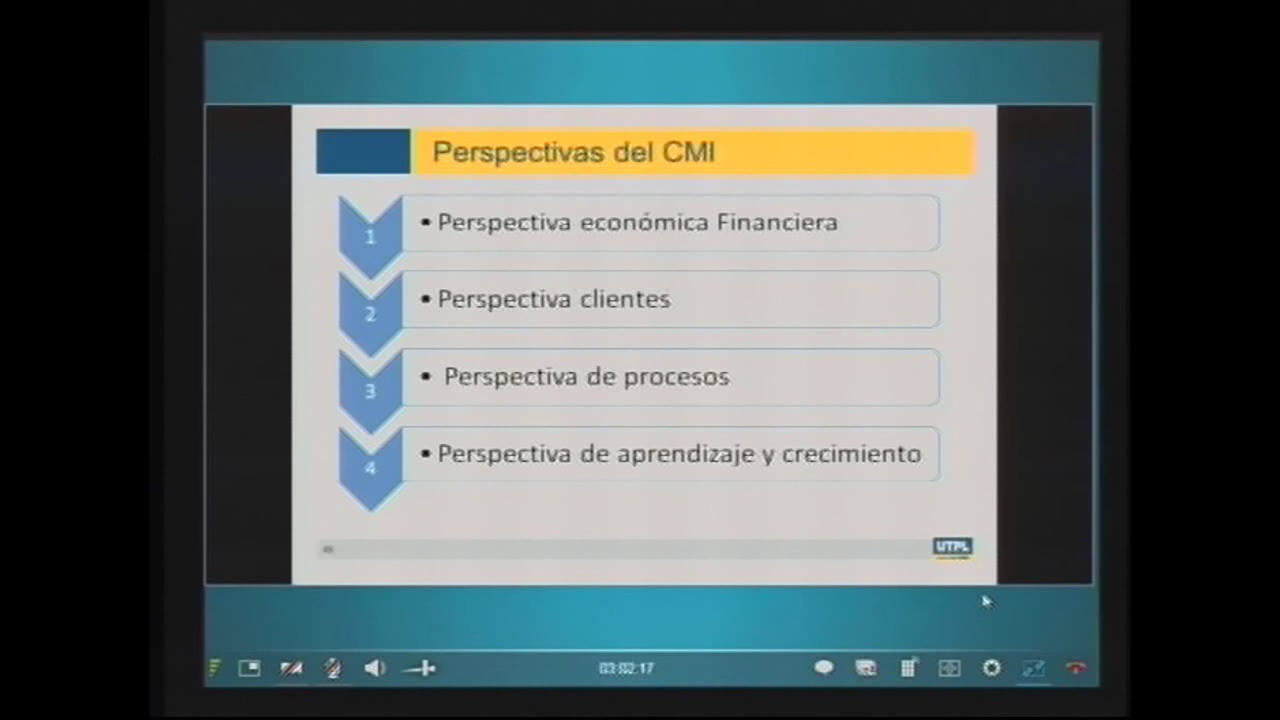 Perspectivas del CMI
1
• Perspectiva económica Financiera
2
• Perspectiva clientes
3
• Perspectiva de procesos
4
• Perspectiva de aprendizaje y crecimiento
UTPL
03:02:17